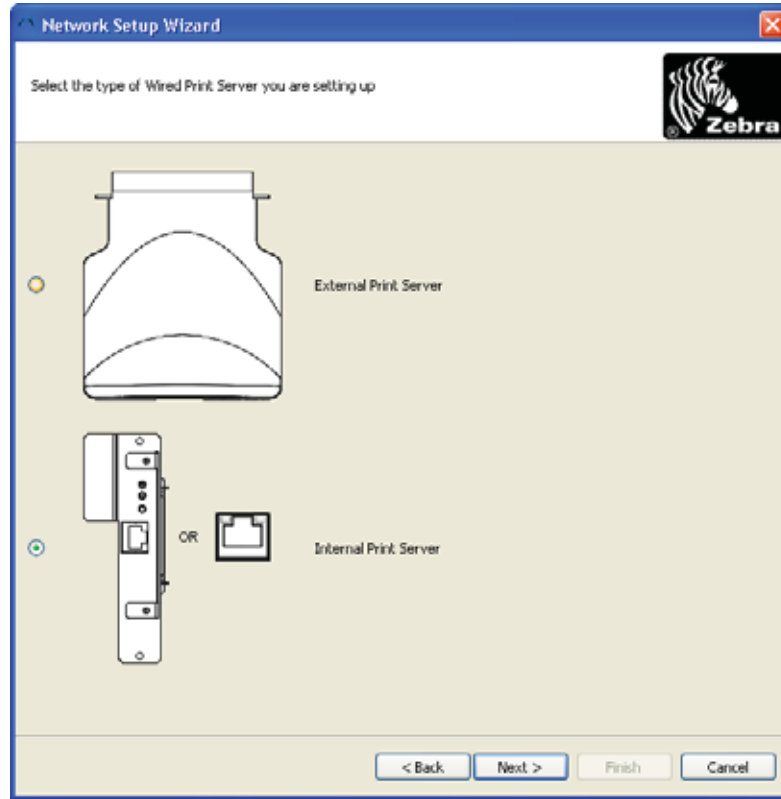 Network Setup Wizard
Select the type of Wired Print Server you are setting up
® Zebra
External Print Server
OR
Internal Print Server
< Back Next > Finish Cancel